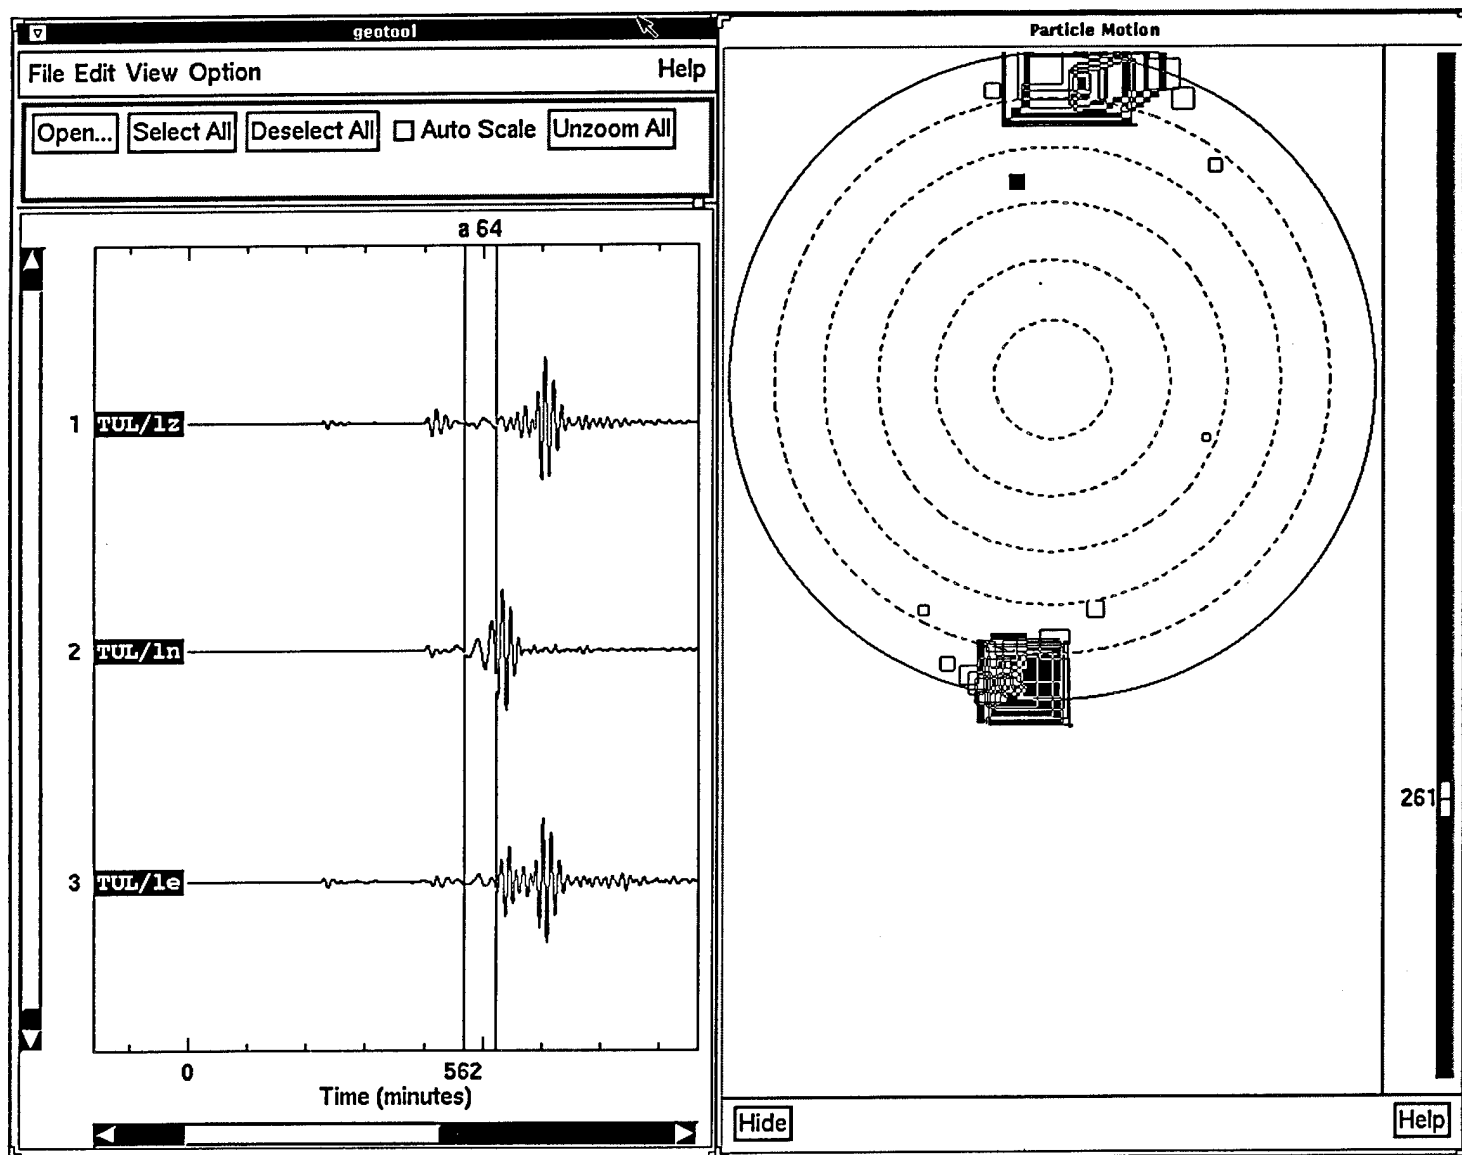 geotool
File Edit View Option Help
Open... Select All Deselect All Auto Scale Unzoom All
a 64
1 TUL/lz
2 TUL/ln
3 TUL/le
0 562
Time (minutes)
Particle Motion
261
Hide Help